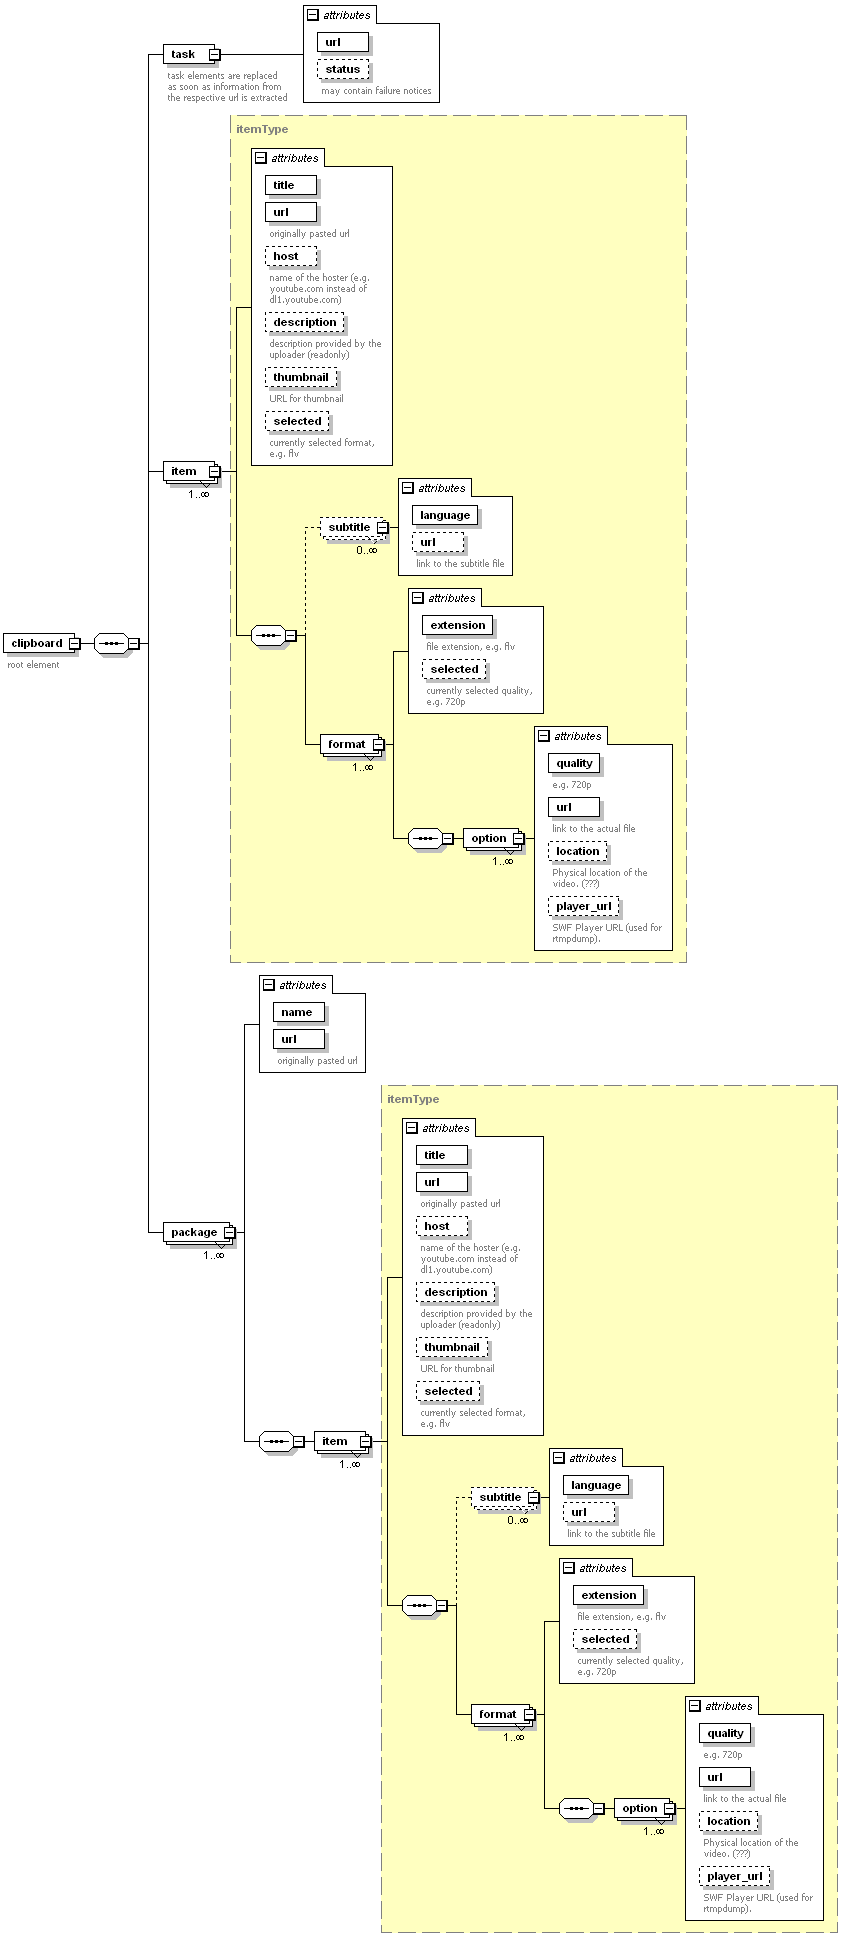 attributes
url
task
status
task elements are replaced
as soon as information from
the respective url is extracted
may contain failure notices
itemType
attributes
title
url
originally pasted url
host
name of the hoster (e.g.
youtube.com instead of
dl1.youtube.com)
description
description provided by the
uploader (readonly)
thumbnail
URL for thumbnail
selected
currently selected format,
e.g. flv
item
1..∞
attributes
language
subtitle
0..∞
url
link to the subtitle file
attributes
extension
file extension, e.g. flv
selected
currently selected quality,
e.g. 720p
clipboard
root element
format
1..∞
attributes
quality
e.g. 720p
url
link to the actual file
option
1..∞
location
Physical location of the
video. (???)
player_url
SWF Player URL (used for
rtmpdump).
attributes
name
url
originally pasted url
itemType
attributes
title
url
originally pasted url
host
name of the hoster (e.g.
youtube.com instead of
dl1.youtube.com)
description
description provided by the
uploader (readonly)
thumbnail
URL for thumbnail
selected
currently selected format,
e.g. flv
package
1..∞
item
1..∞
attributes
language
subtitle
0..∞
url
link to the subtitle file
attributes
extension
file extension, e.g. flv
selected
currently selected quality,
e.g. 720p
format
1..∞
attributes
quality
e.g. 720p
url
link to the actual file
option
1..∞
location
Physical location of the
video. (???)
player_url
SWF Player URL (used for
rtmpdump).